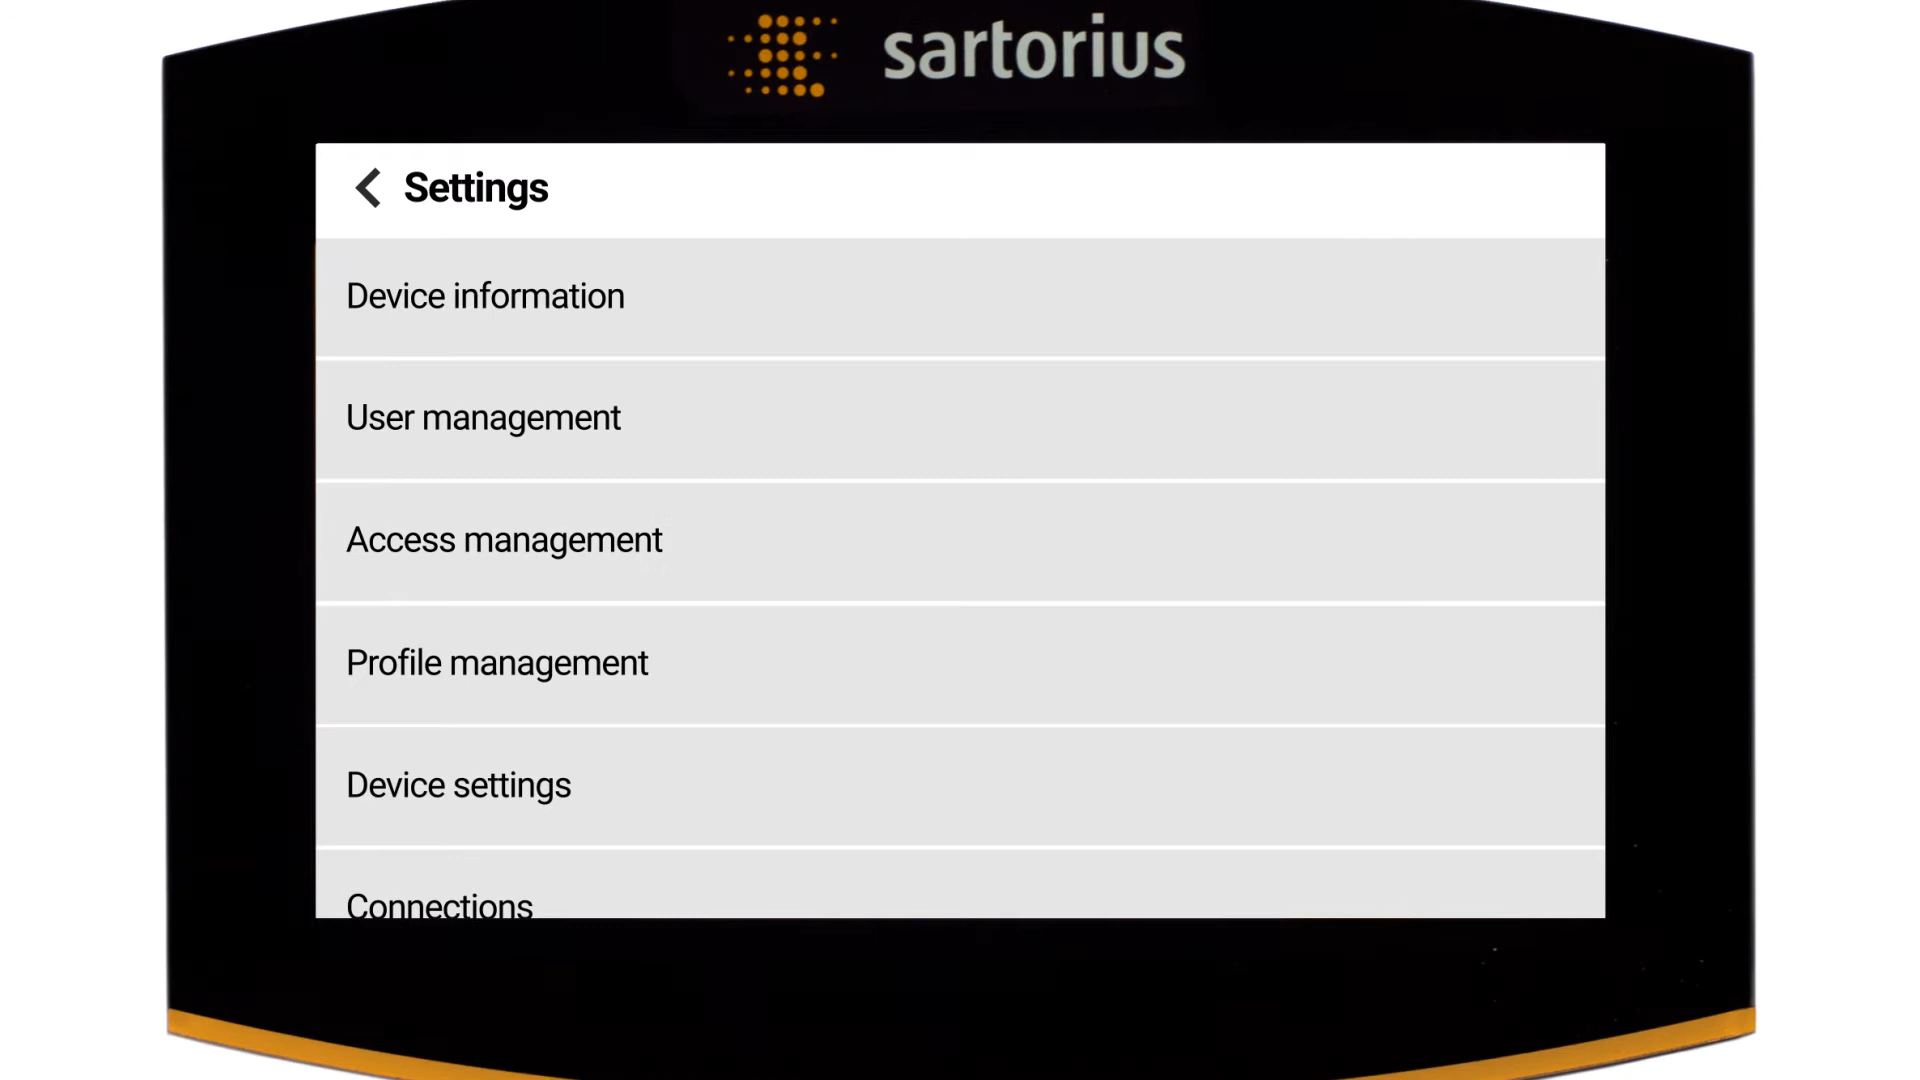 sartorius
Settings
Device information
User management
Access management
Profile management
Device settings
Connections